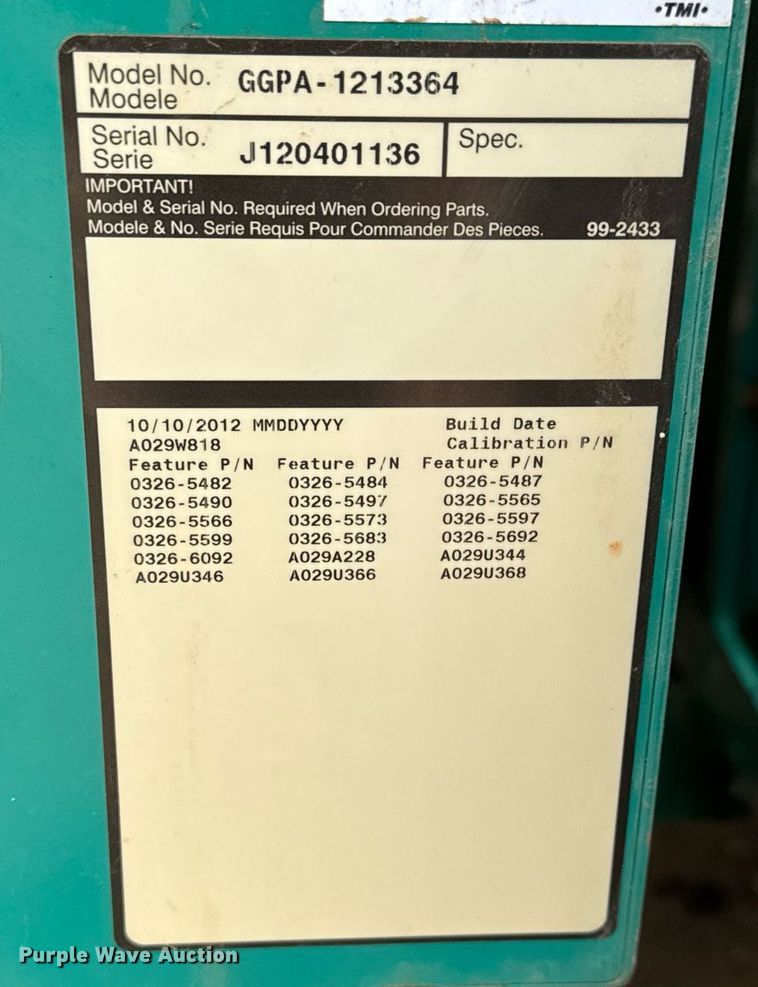 •TMI•
Model No. GGPA-1213364
Modele
Serial No. J120401136 Spec.
Serie
IMPORTANT!
Model & Serial No. Required When Ordering Parts.
Modele & No. Serie Requis Pour Commander Des Pieces. 99-2433
10/10/2012 MMDDYYYY Build Date
A029W818 Calibration P/N
Feature P/N Feature P/N Feature P/N
0326-5482 0326-5484 0326-5487
0326-5490 0326-5497 0326-5565
0326-5566 0326-5573 0326-5597
0326-5599 0326-5683 0326-5692
0326-6092 A029A228 A029U344
A029U346 A029U366 A029U368
Purple Wave Auction